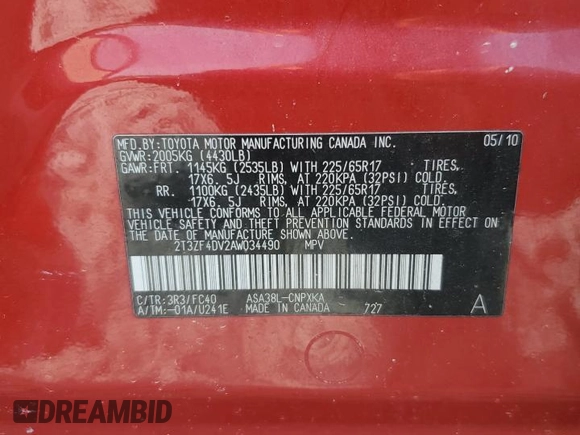 MFD.BY:TOYOTA MOTOR MANUFACTURING CANADA INC. 05/10
GVWR:2005KG (4430LB)
GAWR:FRT. 1145KG (2535LB) WITH 225/65R17 TIRES,
17X6. 5J RIMS, AT 220KPA (32PSI) COLD.
RR. 1100KG (2435LB) WITH 225/65R17 TIRES,
17X6. 5J RIMS, AT 220KPA (32PSI) COLD.
THIS VEHICLE CONFORMS TO ALL APPLICABLE FEDERAL MOTOR
VEHICLE SAFETY AND THEFT PREVENTION STANDARDS IN EFFECT
ON THE DATE OF MANUFACTURE SHOWN ABOVE.
2T3ZF4DV2AW034490 MPV
C/TR:3R3/FC40 ASA38L-CNPXKA
A/TM:-01A/U241E MADE IN CANADA 727 A
DREAMBID